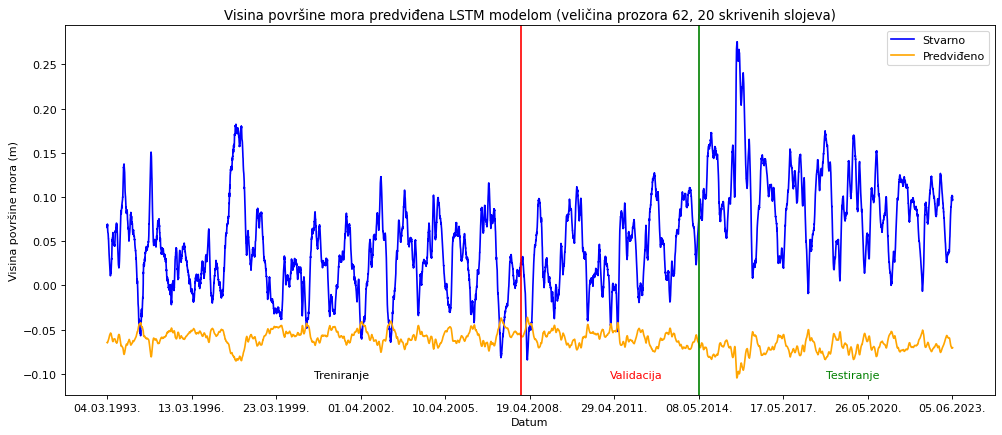 Visina površine mora predviđena LSTM modelom (veličina prozora 62, 20 skrivenih slojeva)
Stvarno
Predviđeno
Visina površine mora (m)
0.25
0.20
0.15
0.10
0.05
0.00
−0.05
−0.10
Treniranje
Validacija
Testiranje
04.03.1993.
13.03.1996.
23.03.1999.
01.04.2002.
10.04.2005.
19.04.2008.
29.04.2011.
08.05.2014.
17.05.2017.
26.05.2020.
05.06.2023.
Datum